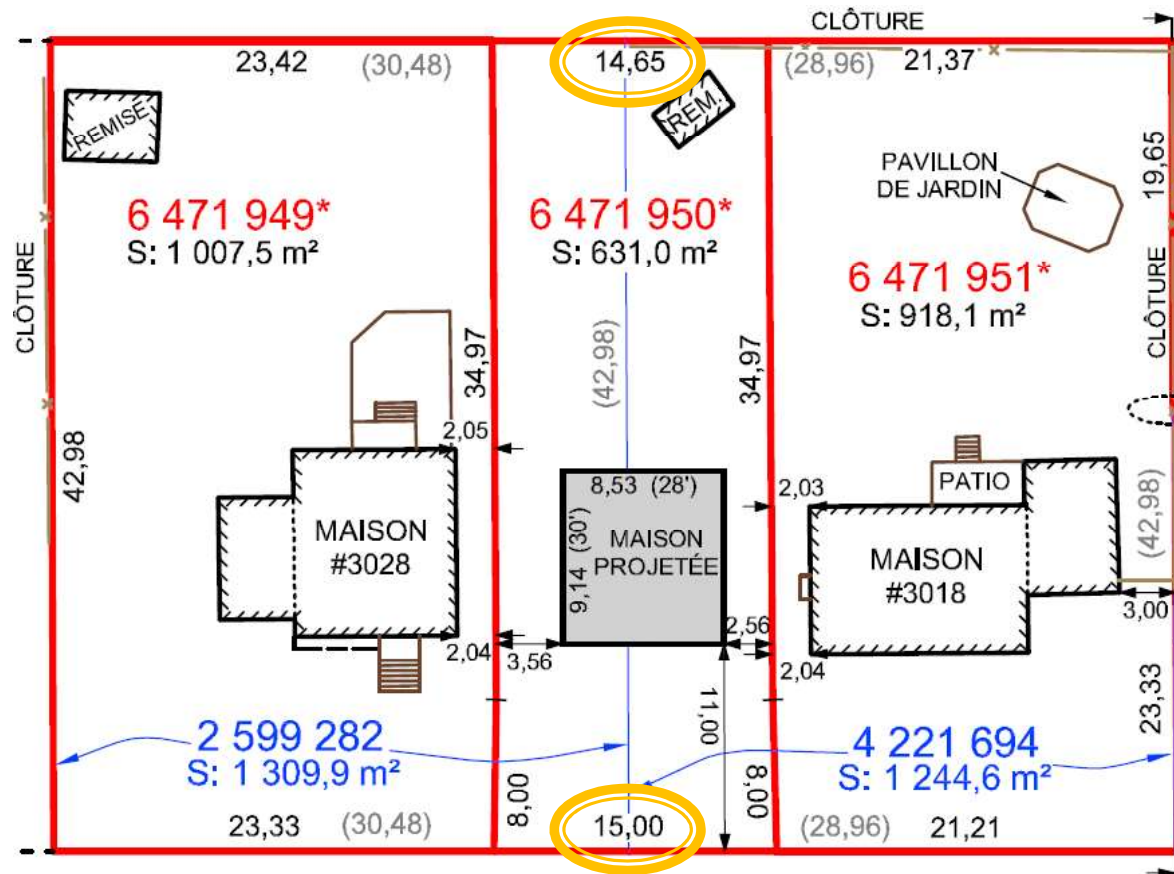 CLÔTURE
23,42 (30,48)
14,65
(28,96) 21,37
REMISE
REM.
PAVILLON
DE JARDIN
19,65
6 471 949*
S: 1 007,5 m²
6 471 950*
S: 631,0 m²
6 471 951*
S: 918,1 m²
CLÔTURE
CLÔTURE
34,97
(42,98)
34,97
42,98
2,05
8,53 (28')
9,14 (30')
MAISON
PROJETÉE
2,03
PATIO
(42,98)
MAISON
#3028
MAISON
#3018
3,00
2,04
3,56
2,56
2,04
11,00
23,33
2 599 282
S: 1 309,9 m²
4 221 694
S: 1 244,6 m²
8,00
8,00
23,33 (30,48)
15,00
(28,96) 21,21